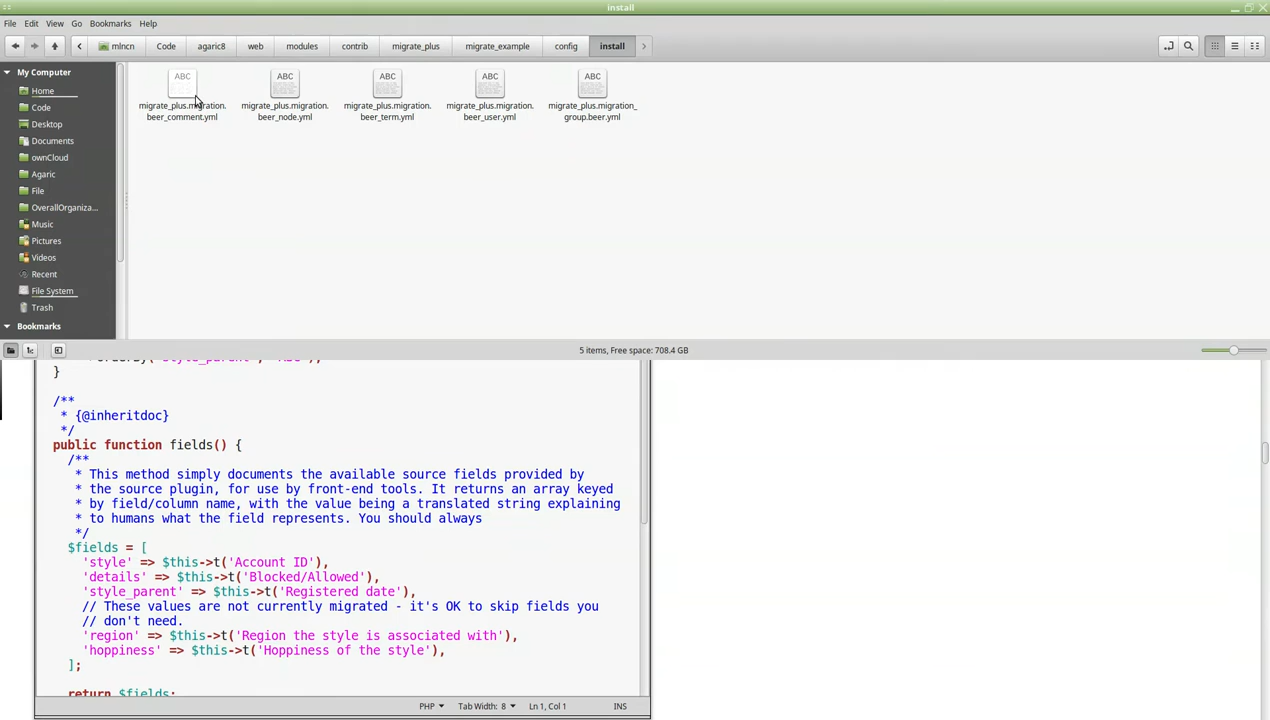 install
File Edit View Go Bookmarks Help
mlncn Code agaric8 web modules contrib migrate_plus migrate_example config install
My Computer
Home
Code
Desktop
Documents
ownCloud
Agaric
File
OverallOrganiza...
Music
Pictures
Videos
Recent
File System
Trash
Bookmarks
ABC ABC ABC ABC ABC
migrate_plus.migration.
beer_comment.yml
migrate_plus.migration.
beer_node.yml
migrate_plus.migration.
beer_term.yml
migrate_plus.migration.
beer_user.yml
migrate_plus.migration_
group.beer.yml
5 items, Free space: 708.4 GB
}
/**
* {@inheritdoc}
*/
public function fields() {
/**
* This method simply documents the available source fields provided by
* the source plugin, for use by front-end tools. It returns an array keyed
* by field/column name, with the value being a translated string explaining
* to humans what the field represents. You should always
*/
$fields = [
'style' => $this->t('Account ID'),
'details' => $this->t('Blocked/Allowed'),
'style_parent' => $this->t('Registered date'),
// These values are not currently migrated - it's OK to skip fields you
// don't need.
'region' => $this->t('Region the style is associated with'),
'hoppiness' => $this->t('Hoppiness of the style'),
];
return $fields;
PHP Tab Width: 8 Ln 1, Col 1 INS